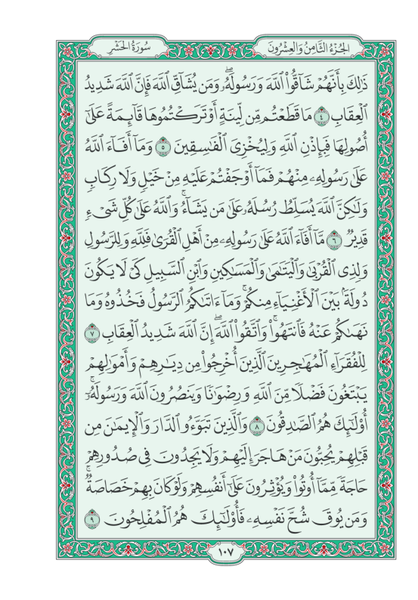 الجُزْءُ الثَّامِنُ وَالعِشْرُونَ
سُورَةُ الحَشْرِ
ذَٰلِكَ بِأَنَّهُمْ شَآقُّوا۟ ٱللَّهَ وَرَسُولَهُۥ ۖ وَمَن يُشَآقِّ ٱللَّهَ فَإِنَّ ٱللَّهَ شَدِيدُ
ٱلْعِقَابِ ٤ مَا قَطَعْتُم مِّن لِّينَةٍ أَوْ تَرَكْتُمُوهَا قَآئِمَةً عَلَىٰٓ
أُصُولِهَا فَبِإِذْنِ ٱللَّهِ وَلِيُخْزِىَ ٱلْفَٰسِقِينَ ٥ وَمَآ أَفَآءَ ٱللَّهُ
عَلَىٰ رَسُولِهِۦ مِنْهُمْ فَمَآ أَوْجَفْتُمْ عَلَيْهِ مِنْ خَيْلٍ وَلَا رِكَابٍ
وَلَٰكِنَّ ٱللَّهَ يُسَلِّطُ رُسُلَهُۥ عَلَىٰ مَن يَشَآءُ ۚ وَٱللَّهُ عَلَىٰ كُلِّ شَىْءٍ
قَدِيرٌ ٦ مَّآ أَفَآءَ ٱللَّهُ عَلَىٰ رَسُولِهِۦ مِنْ أَهْلِ ٱلْقُرَىٰ فَلِلَّهِ وَلِلرَّسُولِ
وَلِذِى ٱلْقُرْبَىٰ وَٱلْيَتَٰمَىٰ وَٱلْمَسَٰكِينِ وَٱبْنِ ٱلسَّبِيلِ كَىْ لَا يَكُونَ
دُولَةًۢ بَيْنَ ٱلْأَغْنِيَآءِ مِنكُمْ ۚ وَمَآ ءَاتَىٰكُمُ ٱلرَّسُولُ فَخُذُوهُ وَمَا
نَهَىٰكُمْ عَنْهُ فَٱنتَهُوا۟ ۚ وَٱتَّقُوا۟ ٱللَّهَ ۖ إِنَّ ٱللَّهَ شَدِيدُ ٱلْعِقَابِ ٧
لِلْفُقَرَآءِ ٱلْمُهَٰجِرِينَ ٱلَّذِينَ أُخْرِجُوا۟ مِن دِيَٰرِهِمْ وَأَمْوَٰلِهِمْ
يَبْتَغُونَ فَضْلًا مِّنَ ٱللَّهِ وَرِضْوَٰنًا وَيَنصُرُونَ ٱللَّهَ وَرَسُولَهُۥٓ ۚ
أُو۟لَٰٓئِكَ هُمُ ٱلصَّٰدِقُونَ ٨ وَٱلَّذِينَ تَبَوَّءُو ٱلدَّارَ وَٱلْإِيمَٰنَ مِن
قَبْلِهِمْ يُحِبُّونَ مَنْ هَاجَرَ إِلَيْهِمْ وَلَا يَجِدُونَ فِى صُدُورِهِمْ
حَاجَةً مِّمَّآ أُوتُوا۟ وَيُؤْثِرُونَ عَلَىٰٓ أَنفُسِهِمْ وَلَوْ كَانَ بِهِمْ خَصَاصَةٌ ۚ
وَمَن يُوقَ شُحَّ نَفْسِهِۦ فَأُو۟لَٰٓئِكَ هُمُ ٱلْمُفْلِحُونَ ٩
١٠٧